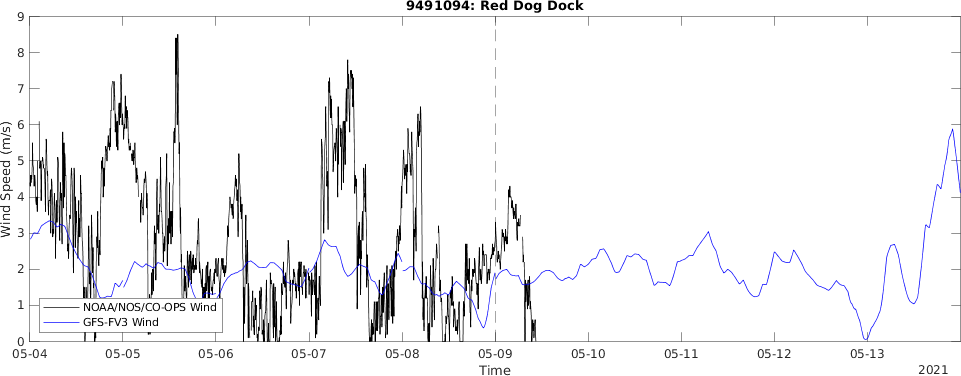 9491094: Red Dog Dock
9
8
7
6
5
4
3
2
1
0
Wind Speed (m/s)
NOAA/NOS/CO-OPS Wind
GFS-FV3 Wind
05-04 05-05 05-06 05-07 05-08 05-09 05-10 05-11 05-12 05-13
Time
2021